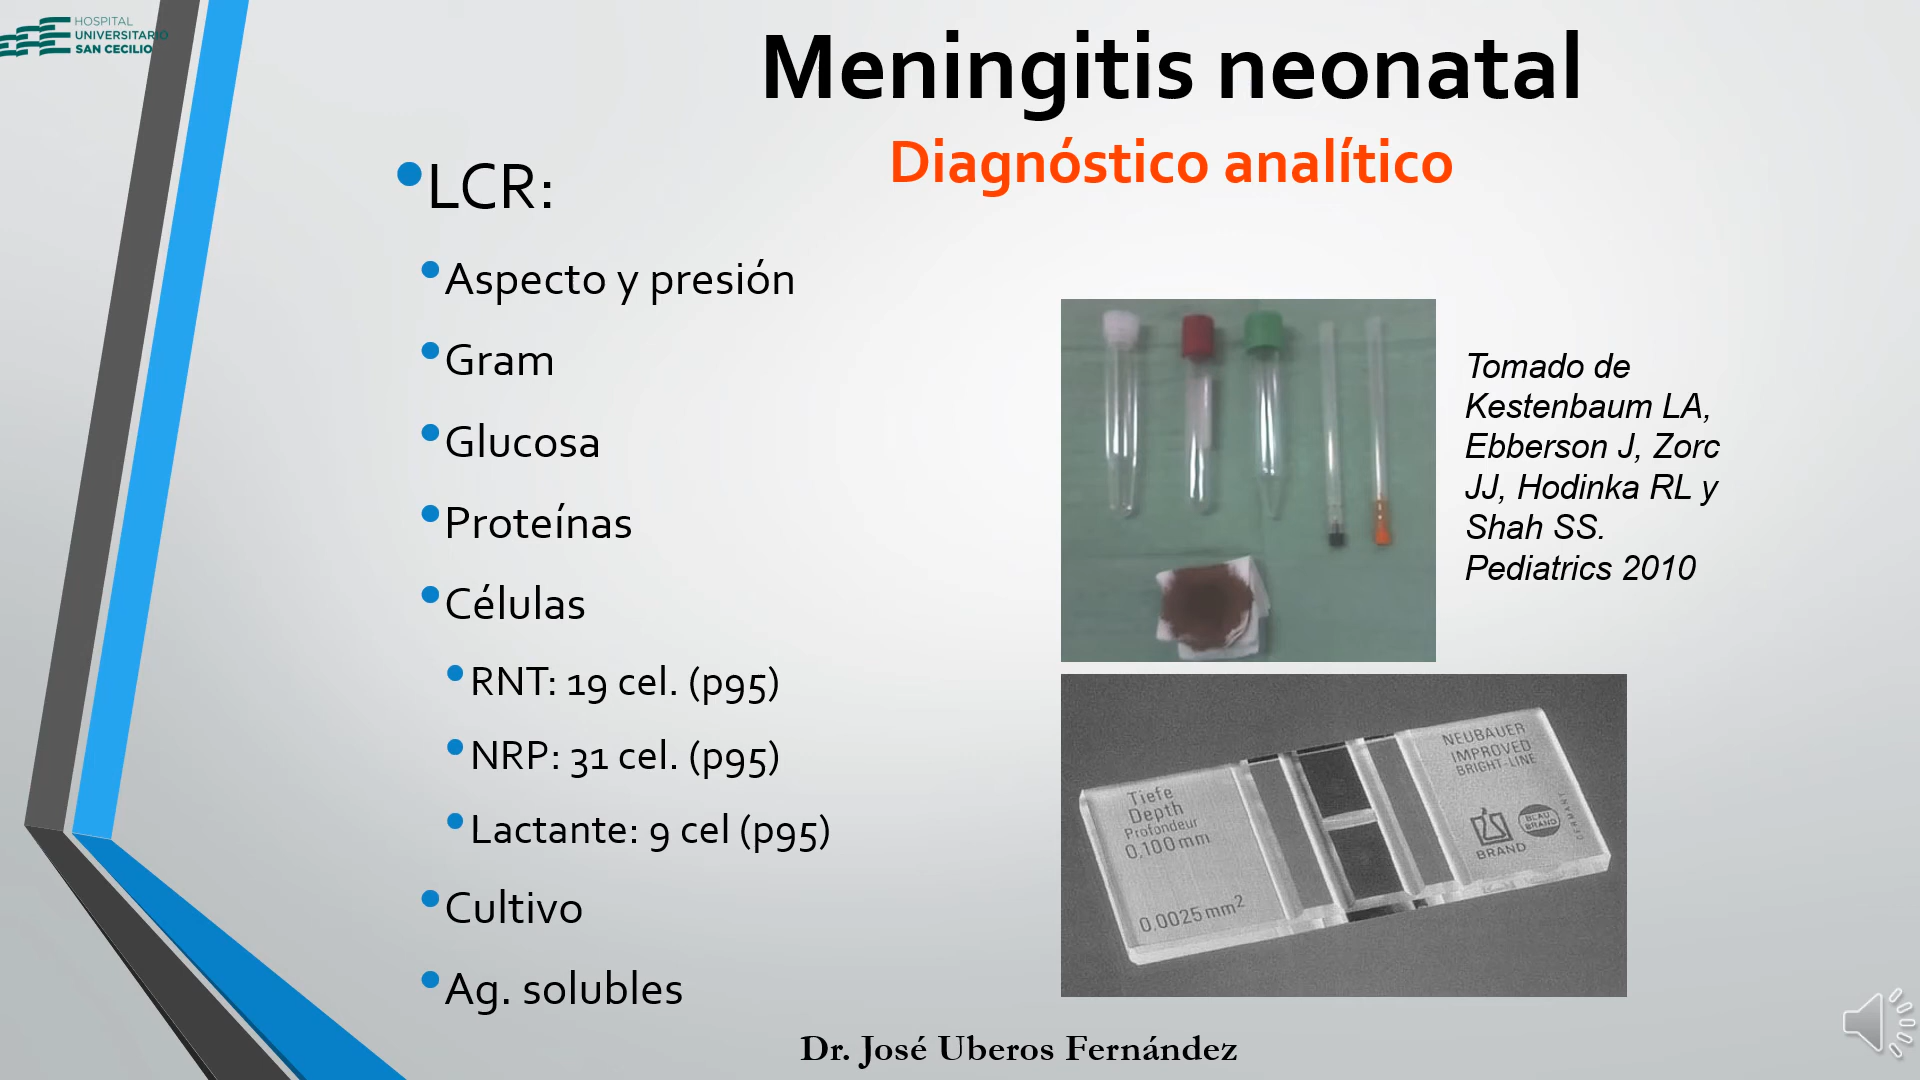 HOSPITAL
UNIVERSITARIO
SAN CECILIO
Meningitis neonatal
Diagnóstico analítico
LCR:
Aspecto y presión
Gram
Glucosa
Proteínas
Células
RNT: 19 cel. (p95)
NRP: 31 cel. (p95)
Lactante: 9 cel (p95)
Cultivo
Ag. solubles
Tomado de
Kestenbaum LA,
Ebberson J, Zorc
JJ, Hodinka RL y
Shah SS.
Pediatrics 2010
Tiefe
Depth
Profondeur
0.100 mm
0.0025 mm²
NEUBAUER
IMPROVED
BRIGHT-LINE
BRAND
BLAU
BRAND
GERMANY
Dr. José Uberos Fernández